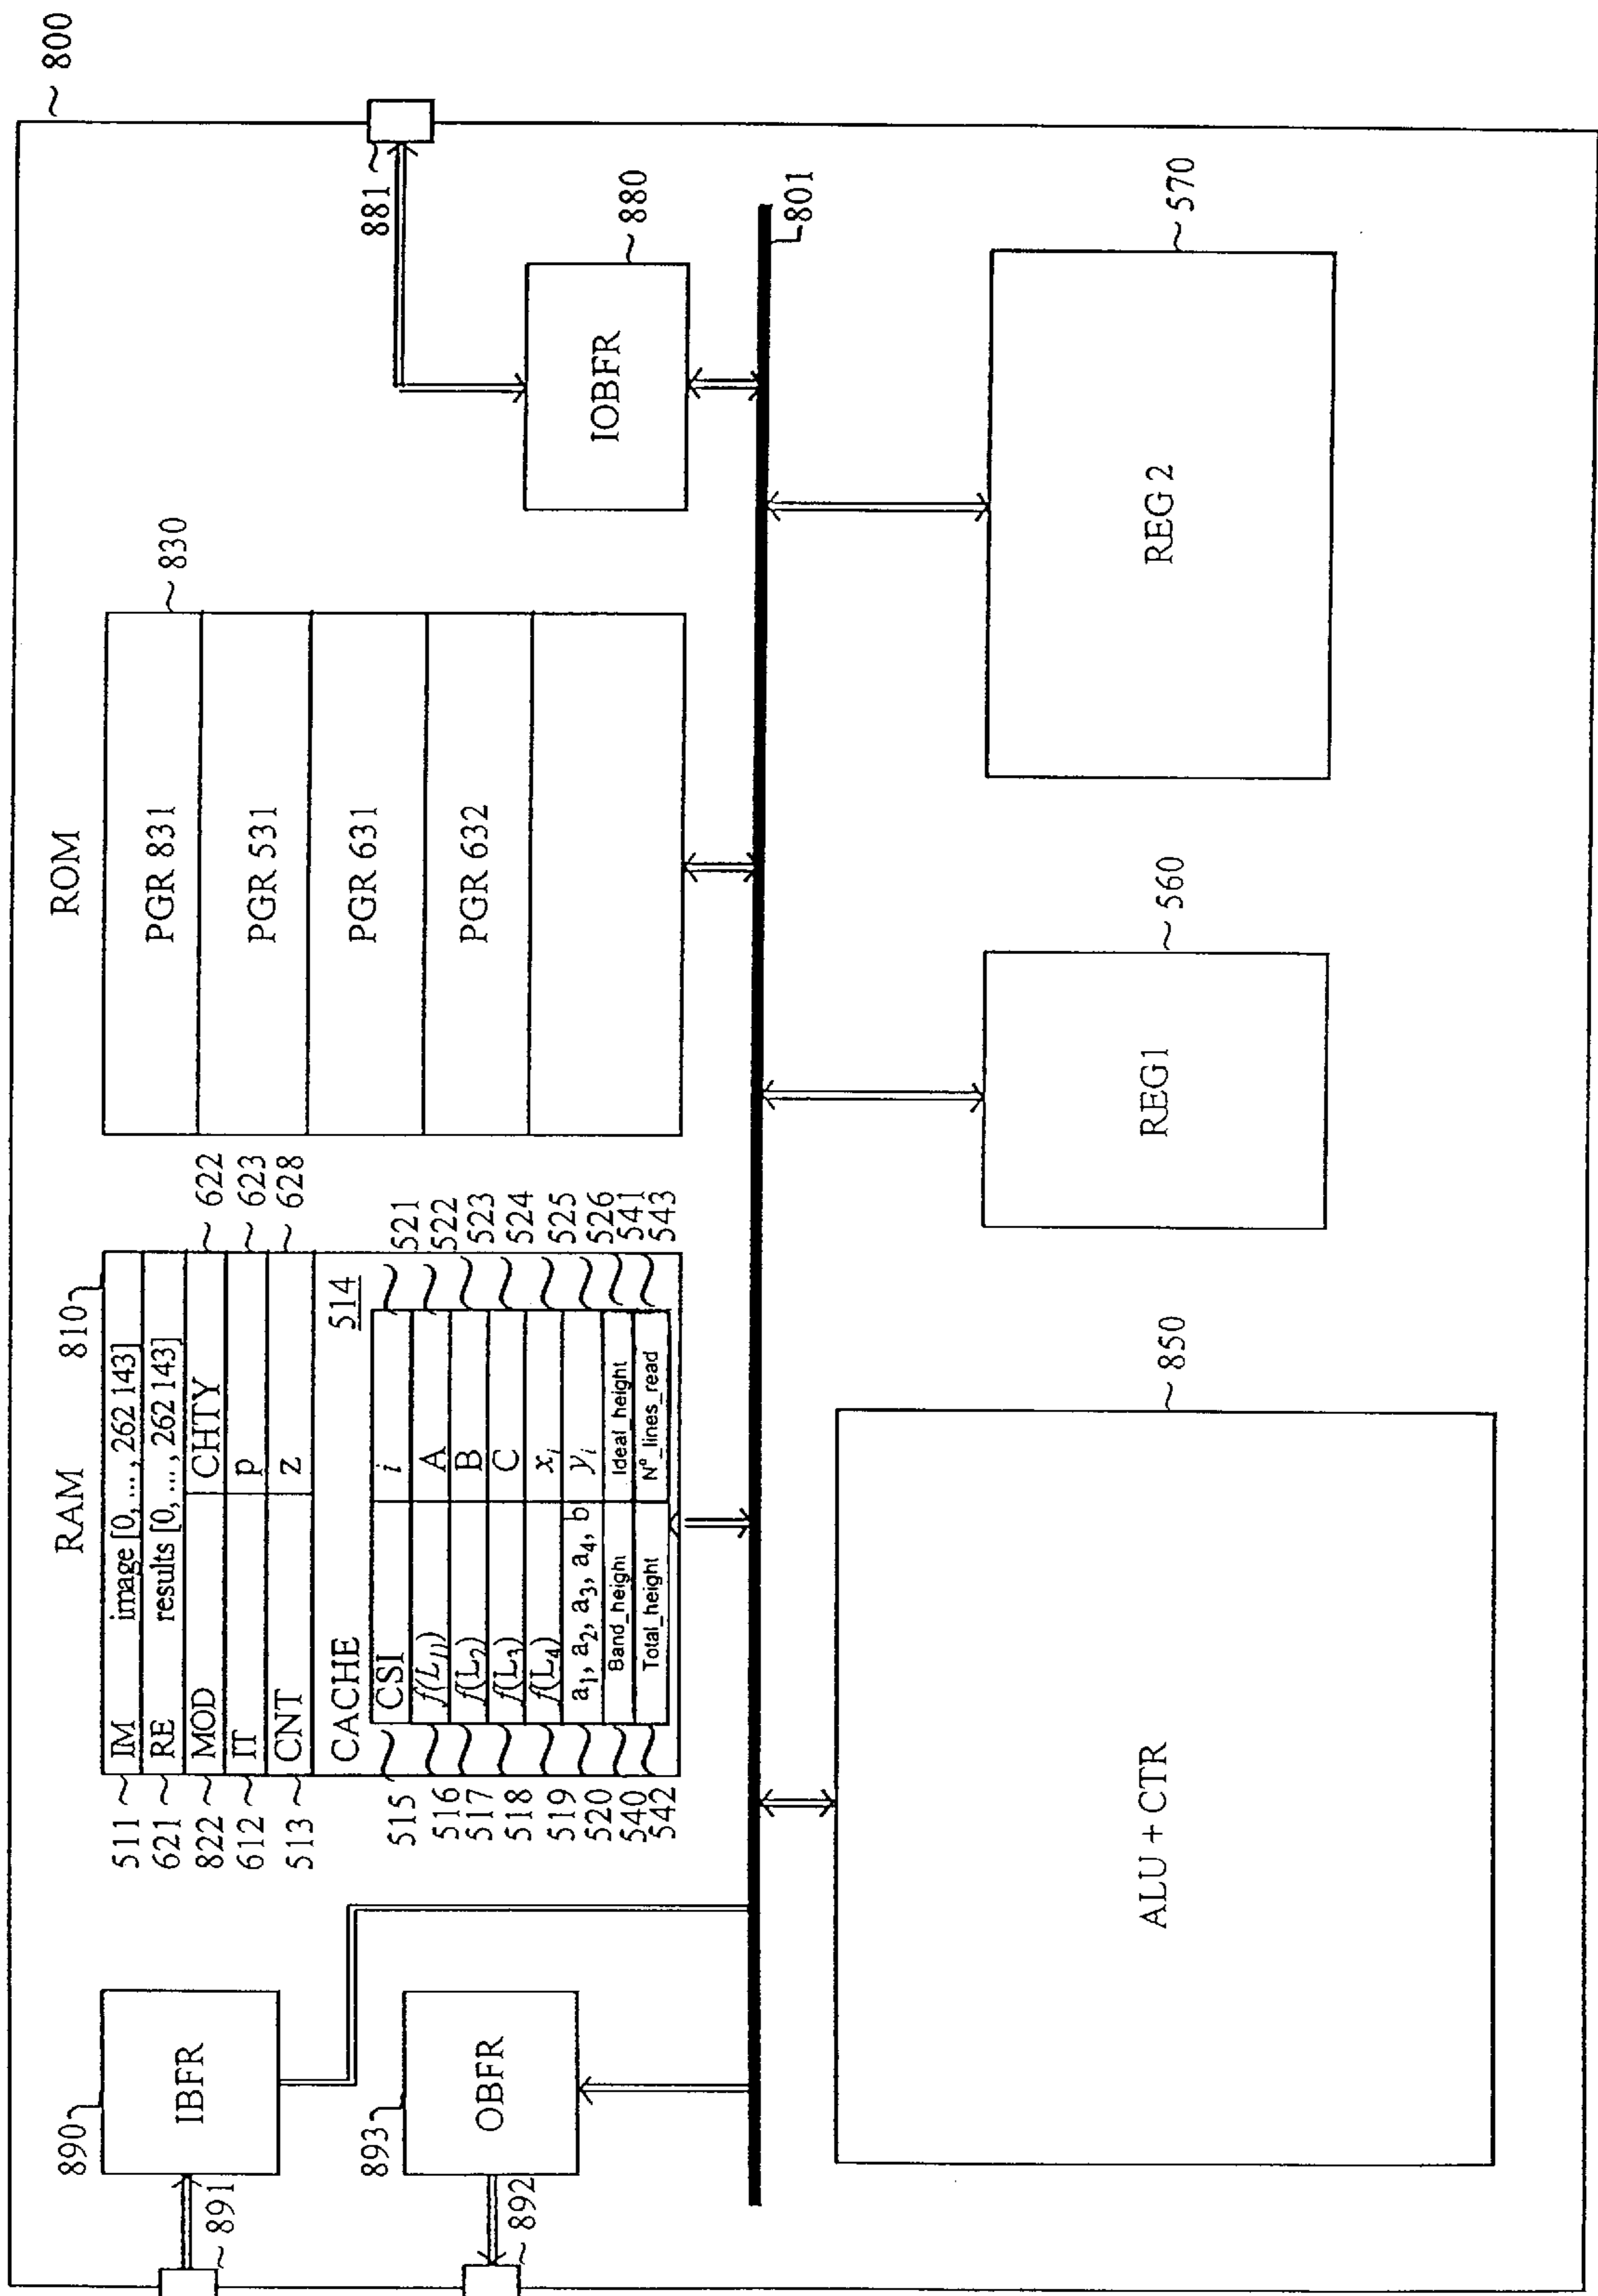 800
890
IBFR
891
893
OBFR
892
RAM
810
511 IM image [0, ... , 262 143]
621 RE results [0, ... , 262 143]
822 MOD CHTY 622
612 IT p 623
513 CNT z 628
CACHE 514
515 CSI i 521
516 f(L1) A 522
517 f(L2) B 523
518 f(L3) C 524
519 f(L4) xi 525
520 a1, a2, a3, a4, b yi 526
540 Band_height Ideal_height 541
542 Total_height N°_lines_read 543
ROM
830
PGR 831
PGR 531
PGR 631
PGR 632
881
IOBFR
880
801
ALU + CTR
850
REG1
560
REG 2
570